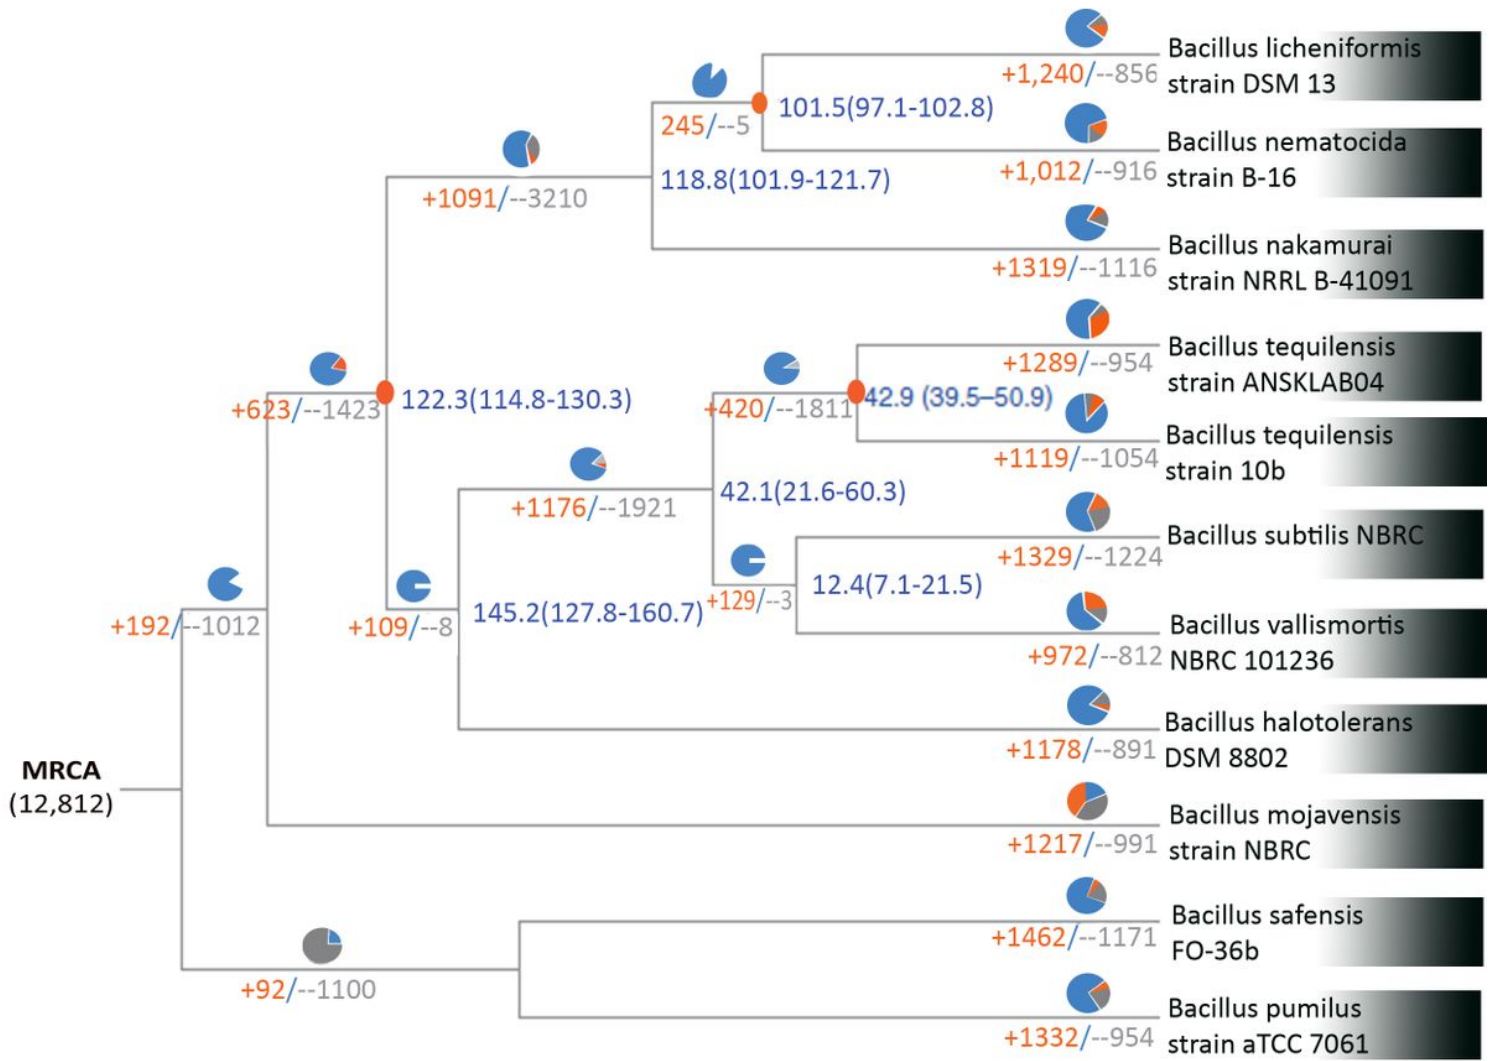 Bacillus licheniformis
strain DSM 13
+1,240/--856
245/--5
101.5(97.1-102.8)
Bacillus nematocida
strain B-16
+1,012/--916
+1091/--3210
118.8(101.9-121.7)
Bacillus nakamurai
strain NRRL B-41091
+1319/--1116
Bacillus tequilensis
strain ANSKLAB04
+1289/--954
+623/--1423
122.3(114.8-130.3)
+420/--1811
42.9 (39.5–50.9)
Bacillus tequilensis
strain 10b
+1119/--1054
+1176/--1921
42.1(21.6-60.3)
Bacillus subtilis NBRC
+1329/--1224
+192/--1012
+109/--8
145.2(127.8-160.7)
+129/--3
12.4(7.1-21.5)
Bacillus vallismortis
NBRC 101236
+972/--812
Bacillus halotolerans
DSM 8802
+1178/--891
MRCA
(12,812)
Bacillus mojavensis
strain NBRC
+1217/--991
Bacillus safensis
FO-36b
+1462/--1171
+92/--1100
Bacillus pumilus
strain aTCC 7061
+1332/--954